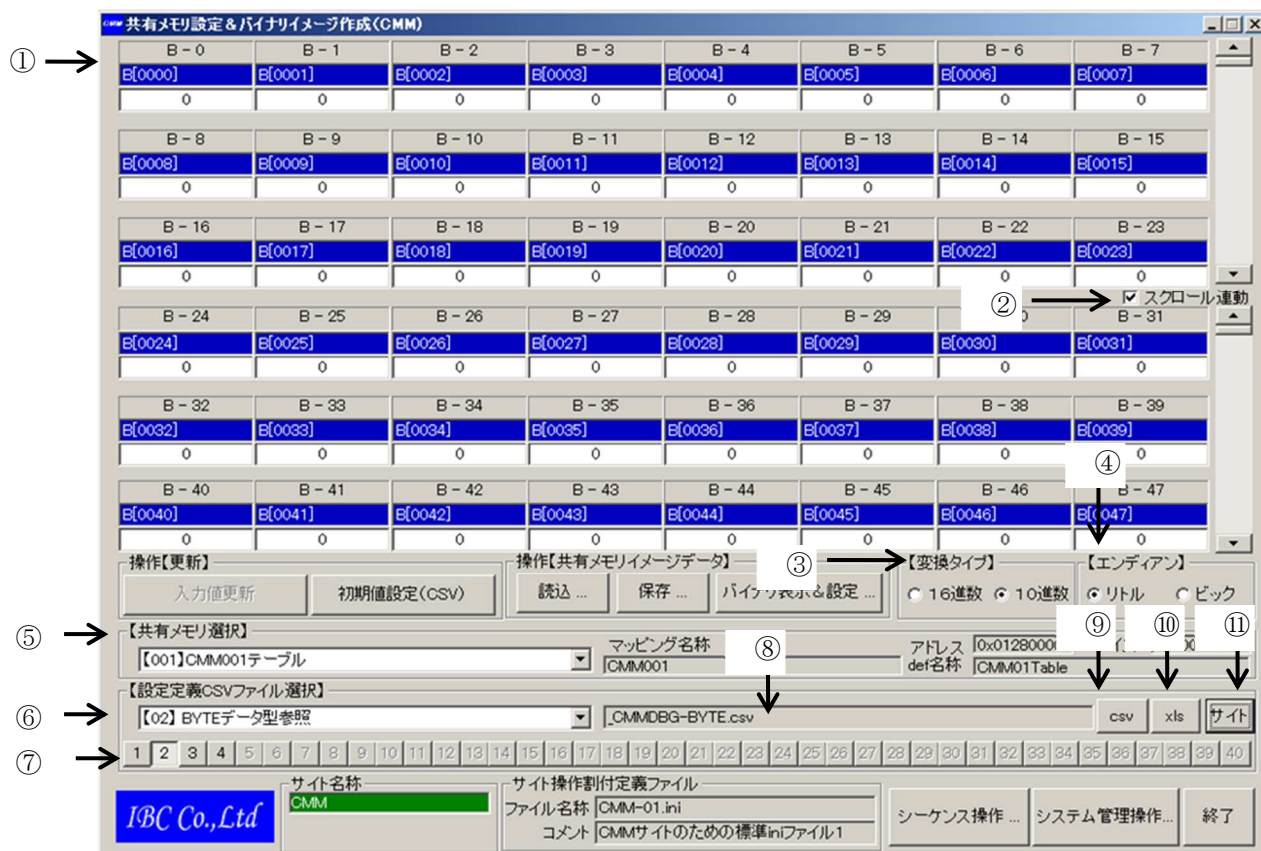 CMM 共有メモリ設定＆バイナリイメージ作成(CMM)
①
B－0 B－1 B－2 B－3 B－4 B－5 B－6 B－7
B[0000] B[0001] B[0002] B[0003] B[0004] B[0005] B[0006] B[0007]
0 0 0 0 0 0 0 0
B－8 B－9 B－10 B－11 B－12 B－13 B－14 B－15
B[0008] B[0009] B[0010] B[0011] B[0012] B[0013] B[0014] B[0015]
0 0 0 0 0 0 0 0
B－16 B－17 B－18 B－19 B－20 B－21 B－22 B－23
B[0016] B[0017] B[0018] B[0019] B[0020] B[0021] B[0022] B[0023]
0 0 0 0 0 0 0 0
② スクロール連動
B－24 B－25 B－26 B－27 B－28 B－29 0 B－31
B[0024] B[0025] B[0026] B[0027] B[0028] B[0029] B[0030] B[0031]
0 0 0 0 0 0 0 0
B－32 B－33 B－34 B－35 B－36 B－37 B－38 B－39
B[0032] B[0033] B[0034] B[0035] B[0036] B[0037] B[0038] B[0039]
0 0 0 0 0 0 0 0
④
B－40 B－41 B－42 B－43 B－44 B－45 B－46 B－47
B[0040] B[0041] B[0042] B[0043] B[0044] B[0045] B[0046] B[0047]
0 0 0 0 0 0 0 0
操作【更新】 操作【共有メモリイメージデータ】 ③ 【変換タイプ】 【エンディアン】
入力値更新 初期値設定(CSV) 読込 ... 保存 ... バイナリ表示＆設定 ... 16進数 10進数 リトル ビック
⑤ 【共有メモリ選択】 ⑧ ⑨ ⑩ ⑪
【001】CMM001テーブル マッピング名称 CMM001 アドレス 0x0128000
def名称 CMM01Table
【設定定義CSVファイル選択】
⑥ 【02】BYTEデータ型参照 _CMMDBG-BYTE.csv csv xls サイト
⑦ 1 2 3 4 5 6 7 8 9 10 11 12 13 14 15 16 17 18 19 20 21 22 23 24 25 26 27 28 29 30 31 32 33 34 35 36 37 38 39 40
IBC Co.,Ltd
サイト名称
CMM
サイト操作割付定義ファイル
ファイル名称 CMM-01.ini
コメント CMMサイトのための標準iniファイル1
シーケンス操作 ... システム管理操作... 終了